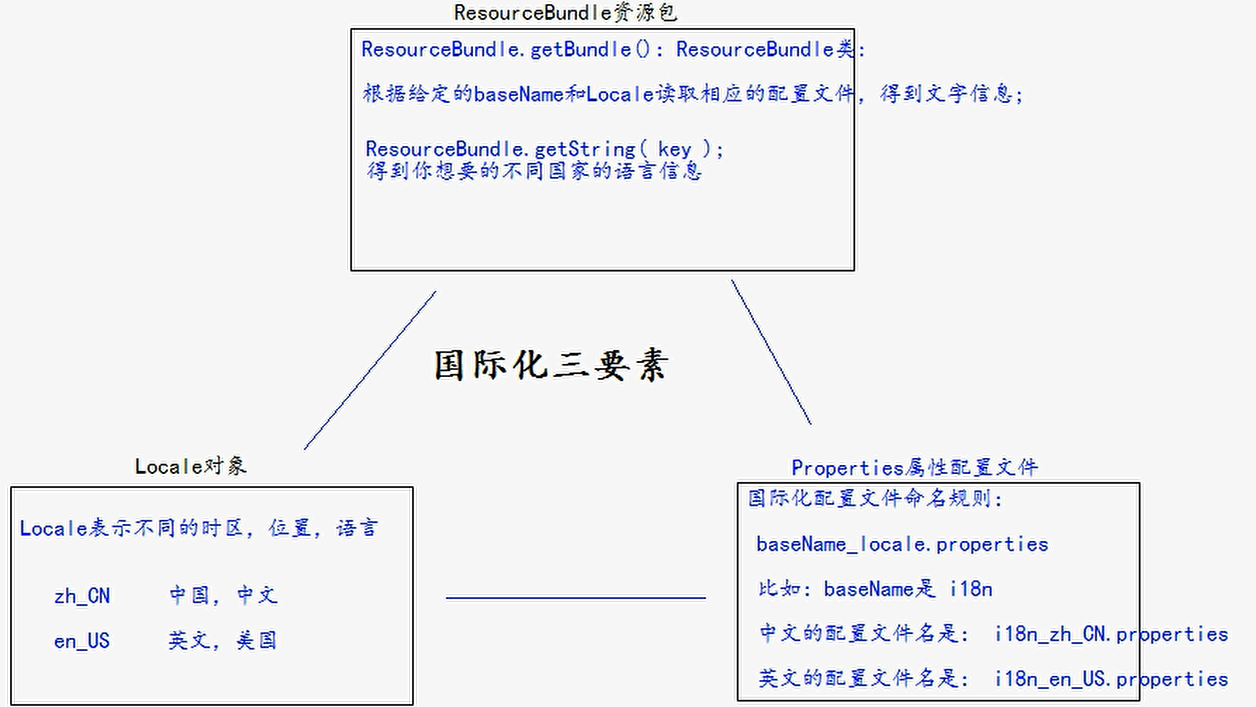 ResourceBundle资源包
ResourceBundle.getBundle(): ResourceBundle类:
根据给定的baseName和Locale读取相应的配置文件，得到文字信息;
ResourceBundle.getString( key );
得到你想要的不同国家的语言信息
国际化三要素
Locale对象
Locale表示不同的时区，位置，语言
zh_CN 中国，中文
en_US 英文，美国
Properties属性配置文件
国际化配置文件命名规则:
baseName_locale.properties
比如: baseName是 i18n
中文的配置文件名是: i18n_zh_CN.properties
英文的配置文件名是: i18n_en_US.properties